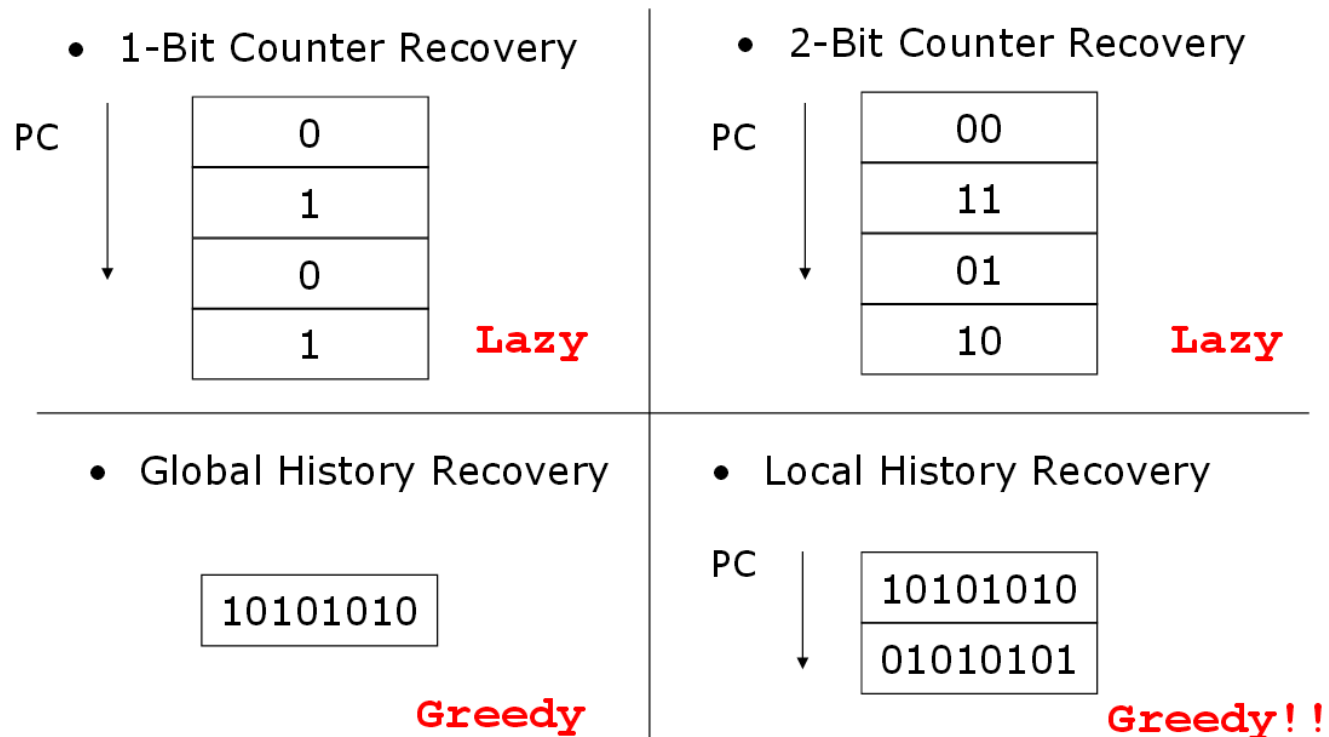 • 1-Bit Counter Recovery
PC
0
1
0
1
Lazy
• 2-Bit Counter Recovery
PC
00
11
01
10
Lazy
• Global History Recovery
10101010
Greedy
• Local History Recovery
PC
10101010
01010101
Greedy!!